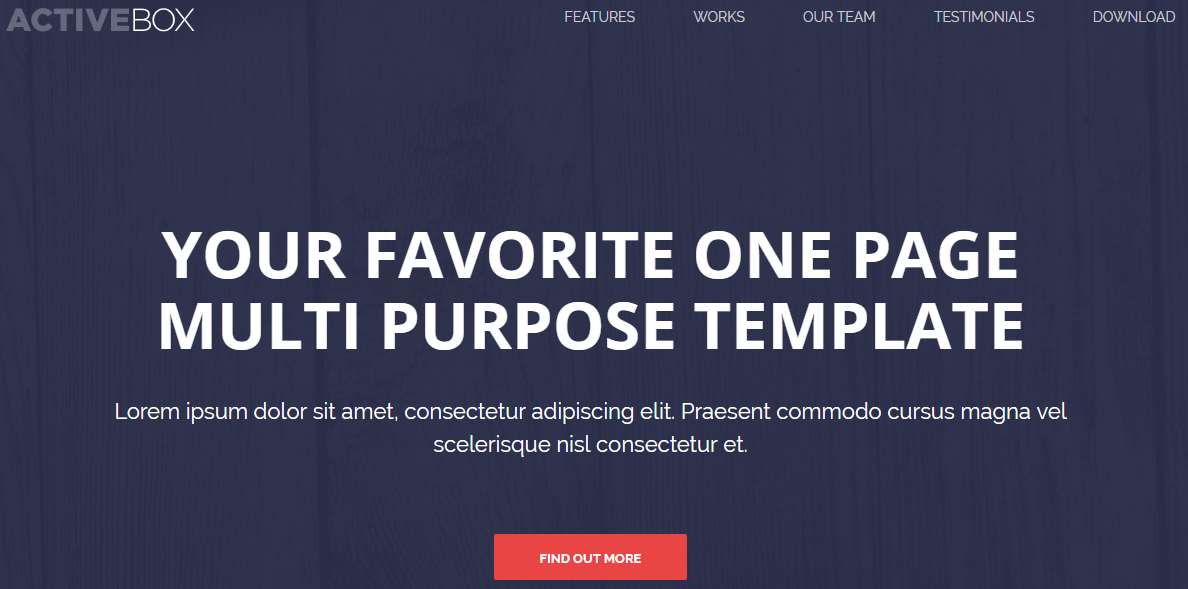 ACTIVEBOX
FEATURES WORKS OUR TEAM TESTIMONIALS DOWNLOAD
YOUR FAVORITE ONE PAGE
MULTI PURPOSE TEMPLATE
Lorem ipsum dolor sit amet, consectetur adipiscing elit. Praesent commodo cursus magna vel
scelerisque nisl consectetur et.
FIND OUT MORE